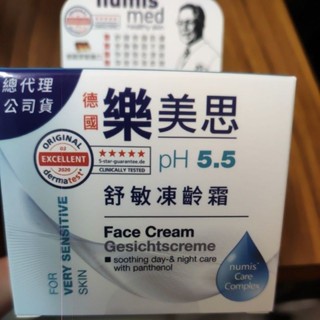 numis
med
總代理
公司貨
德國
樂美思
pH 5.5
ORIGINAL
EXCELLENT
dermatest
5-star-guarantee.de
CLINICALLY TESTED
舒敏凍齡霜
Face Cream
Gesichtscreme
soothing day-& night care
with panthenol
FOR
VERY SENSITIVE
SKIN
numis
Care
Complex